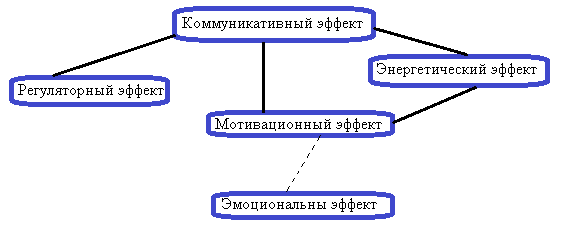 Коммуникативный эффект
Энергетический эффект
Регуляторный эффект
Мотивационный эффект
Эмоциональны эффект